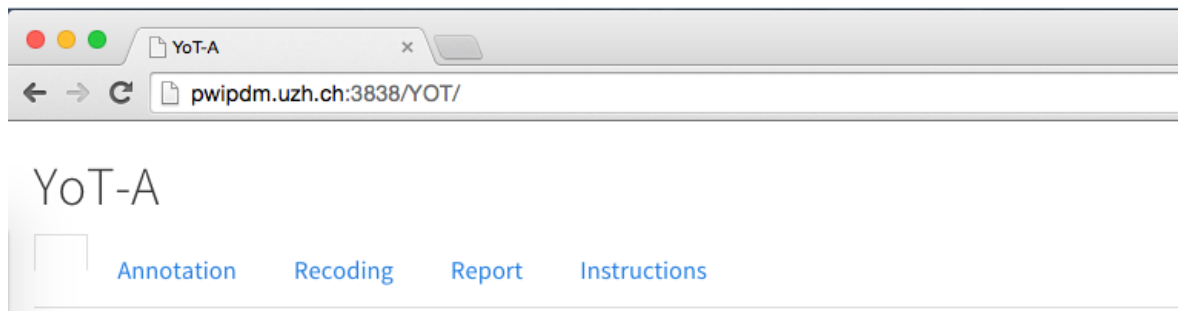 YoT-A
pwipdm.uzh.ch:3838/YOT/
YoT-A
Annotation Recoding Report Instructions